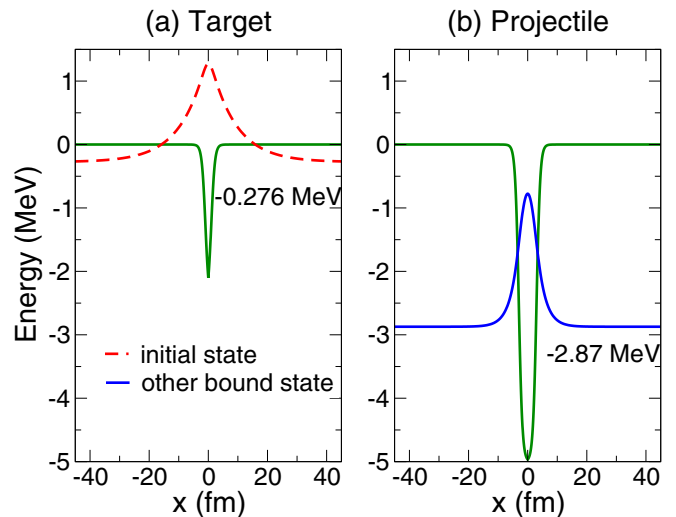 (a) Target
(b) Projectile
Energy (MeV)
1
0
-1
-2
-3
-4
-5
-0.276 MeV
initial state
other bound state
-40 -20 0 20 40
x (fm)
1
0
-1
-2
-3
-4
-5
-2.87 MeV
-40 -20 0 20 40
x (fm)